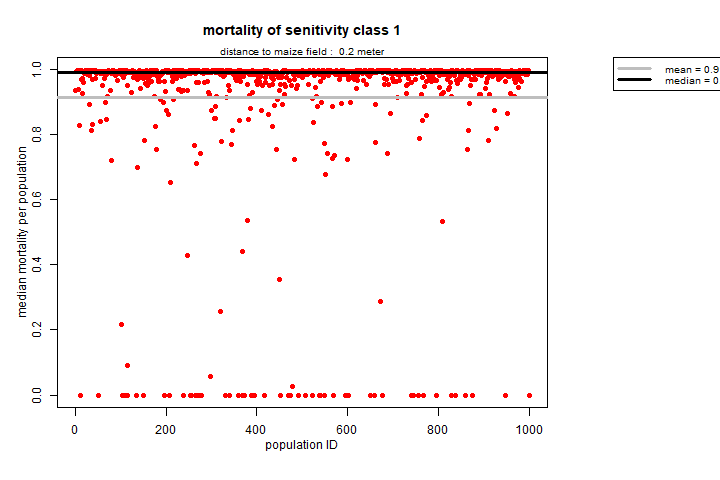 mortality of senitivity class 1
distance to maize field : 0.2 meter
mean = 0.9
median = 0
median mortality per population
1.0
0.8
0.6
0.4
0.2
0.0
0 200 400 600 800 1000
population ID